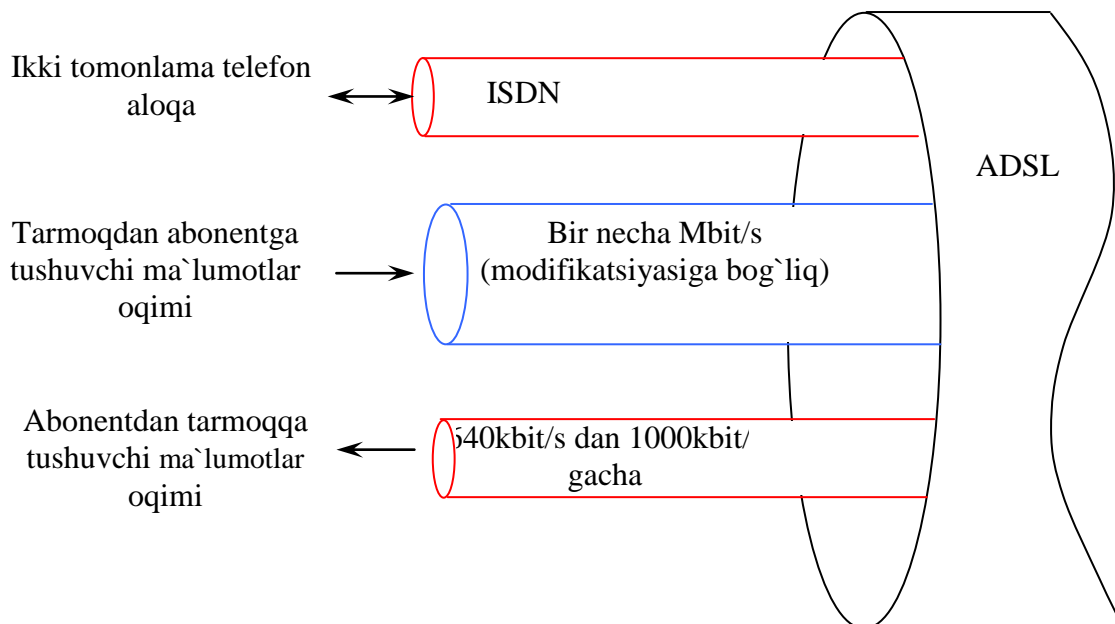 Ikki tomonlama telefon
aloqa
ISDN
ADSL
Tarmoqdan abonentga
tushuvchi ma`lumotlar
oqimi
Bir necha Mbit/s
(modifikatsiyasiga bog`liq)
Abonentdan tarmoqqa
tushuvchi ma`lumotlar
oqimi
640kbit/s dan 1000kbit/
gacha